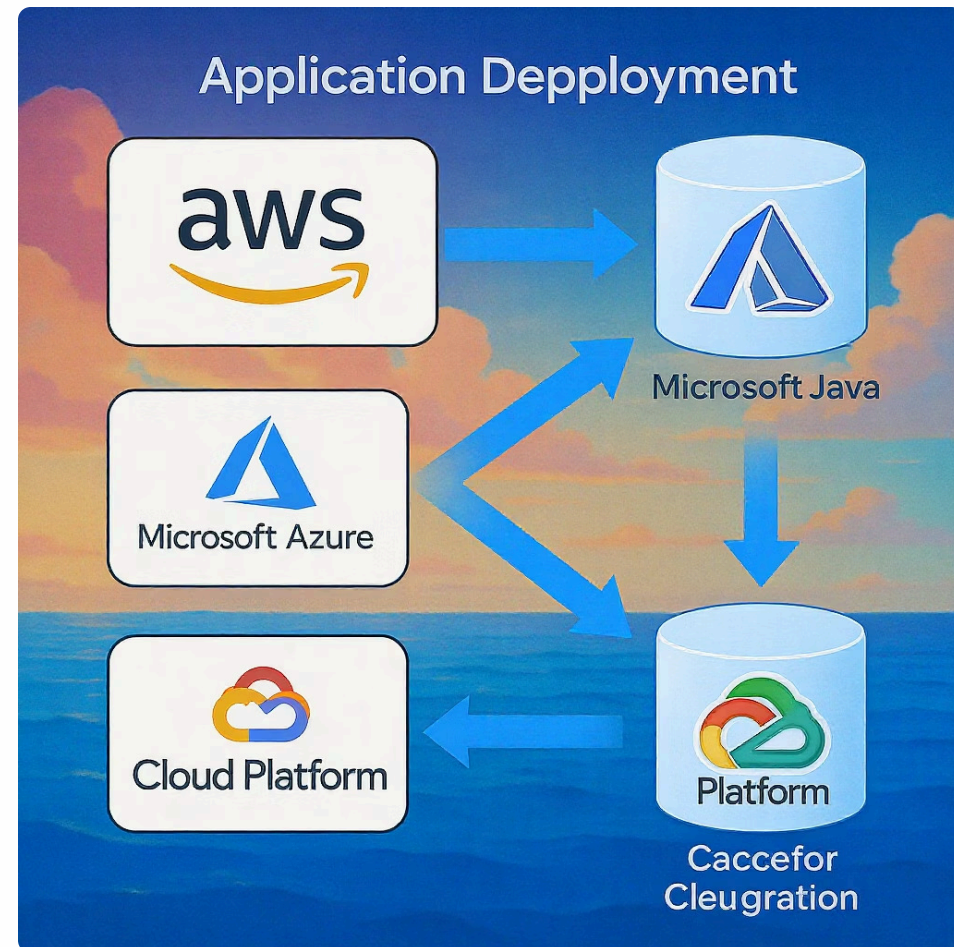 Application Depployment
aws
Microsoft Java
Microsoft Azure
Cloud Platform
Platform
Caccefor
Cleugration